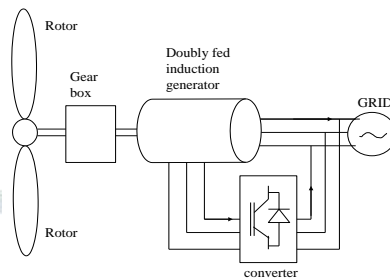 Rotor
Gear
box
Doubly fed
induction
generator
GRID
Rotor
converter